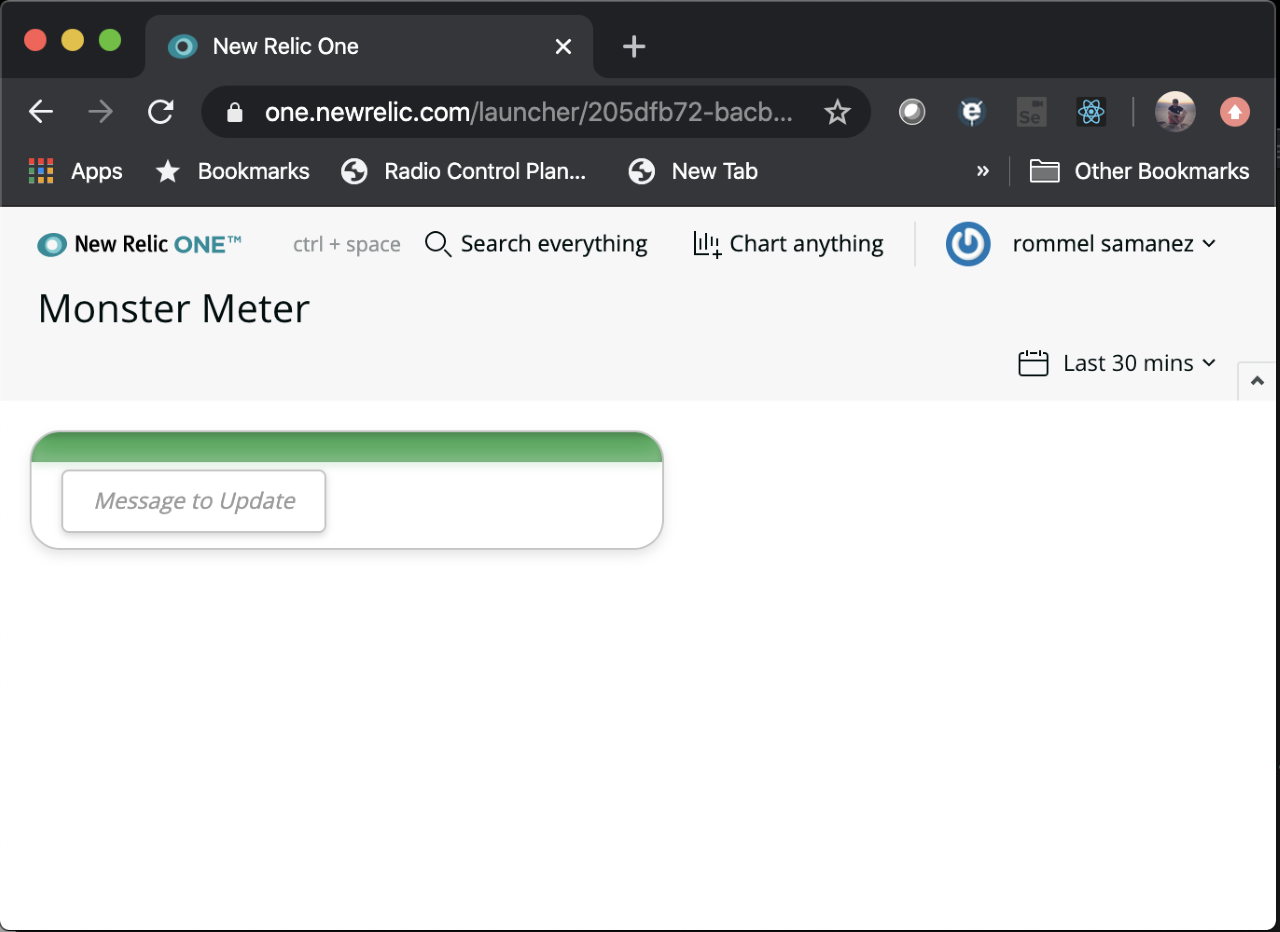 New Relic One
one.newrelic.com/launcher/205dfb72-bacb...
Se
Apps Bookmarks Radio Control Plan... New Tab » Other Bookmarks
New Relic ONE™ ctrl + space Search everything Chart anything rommel samanez
Monster Meter
Last 30 mins
Message to Update